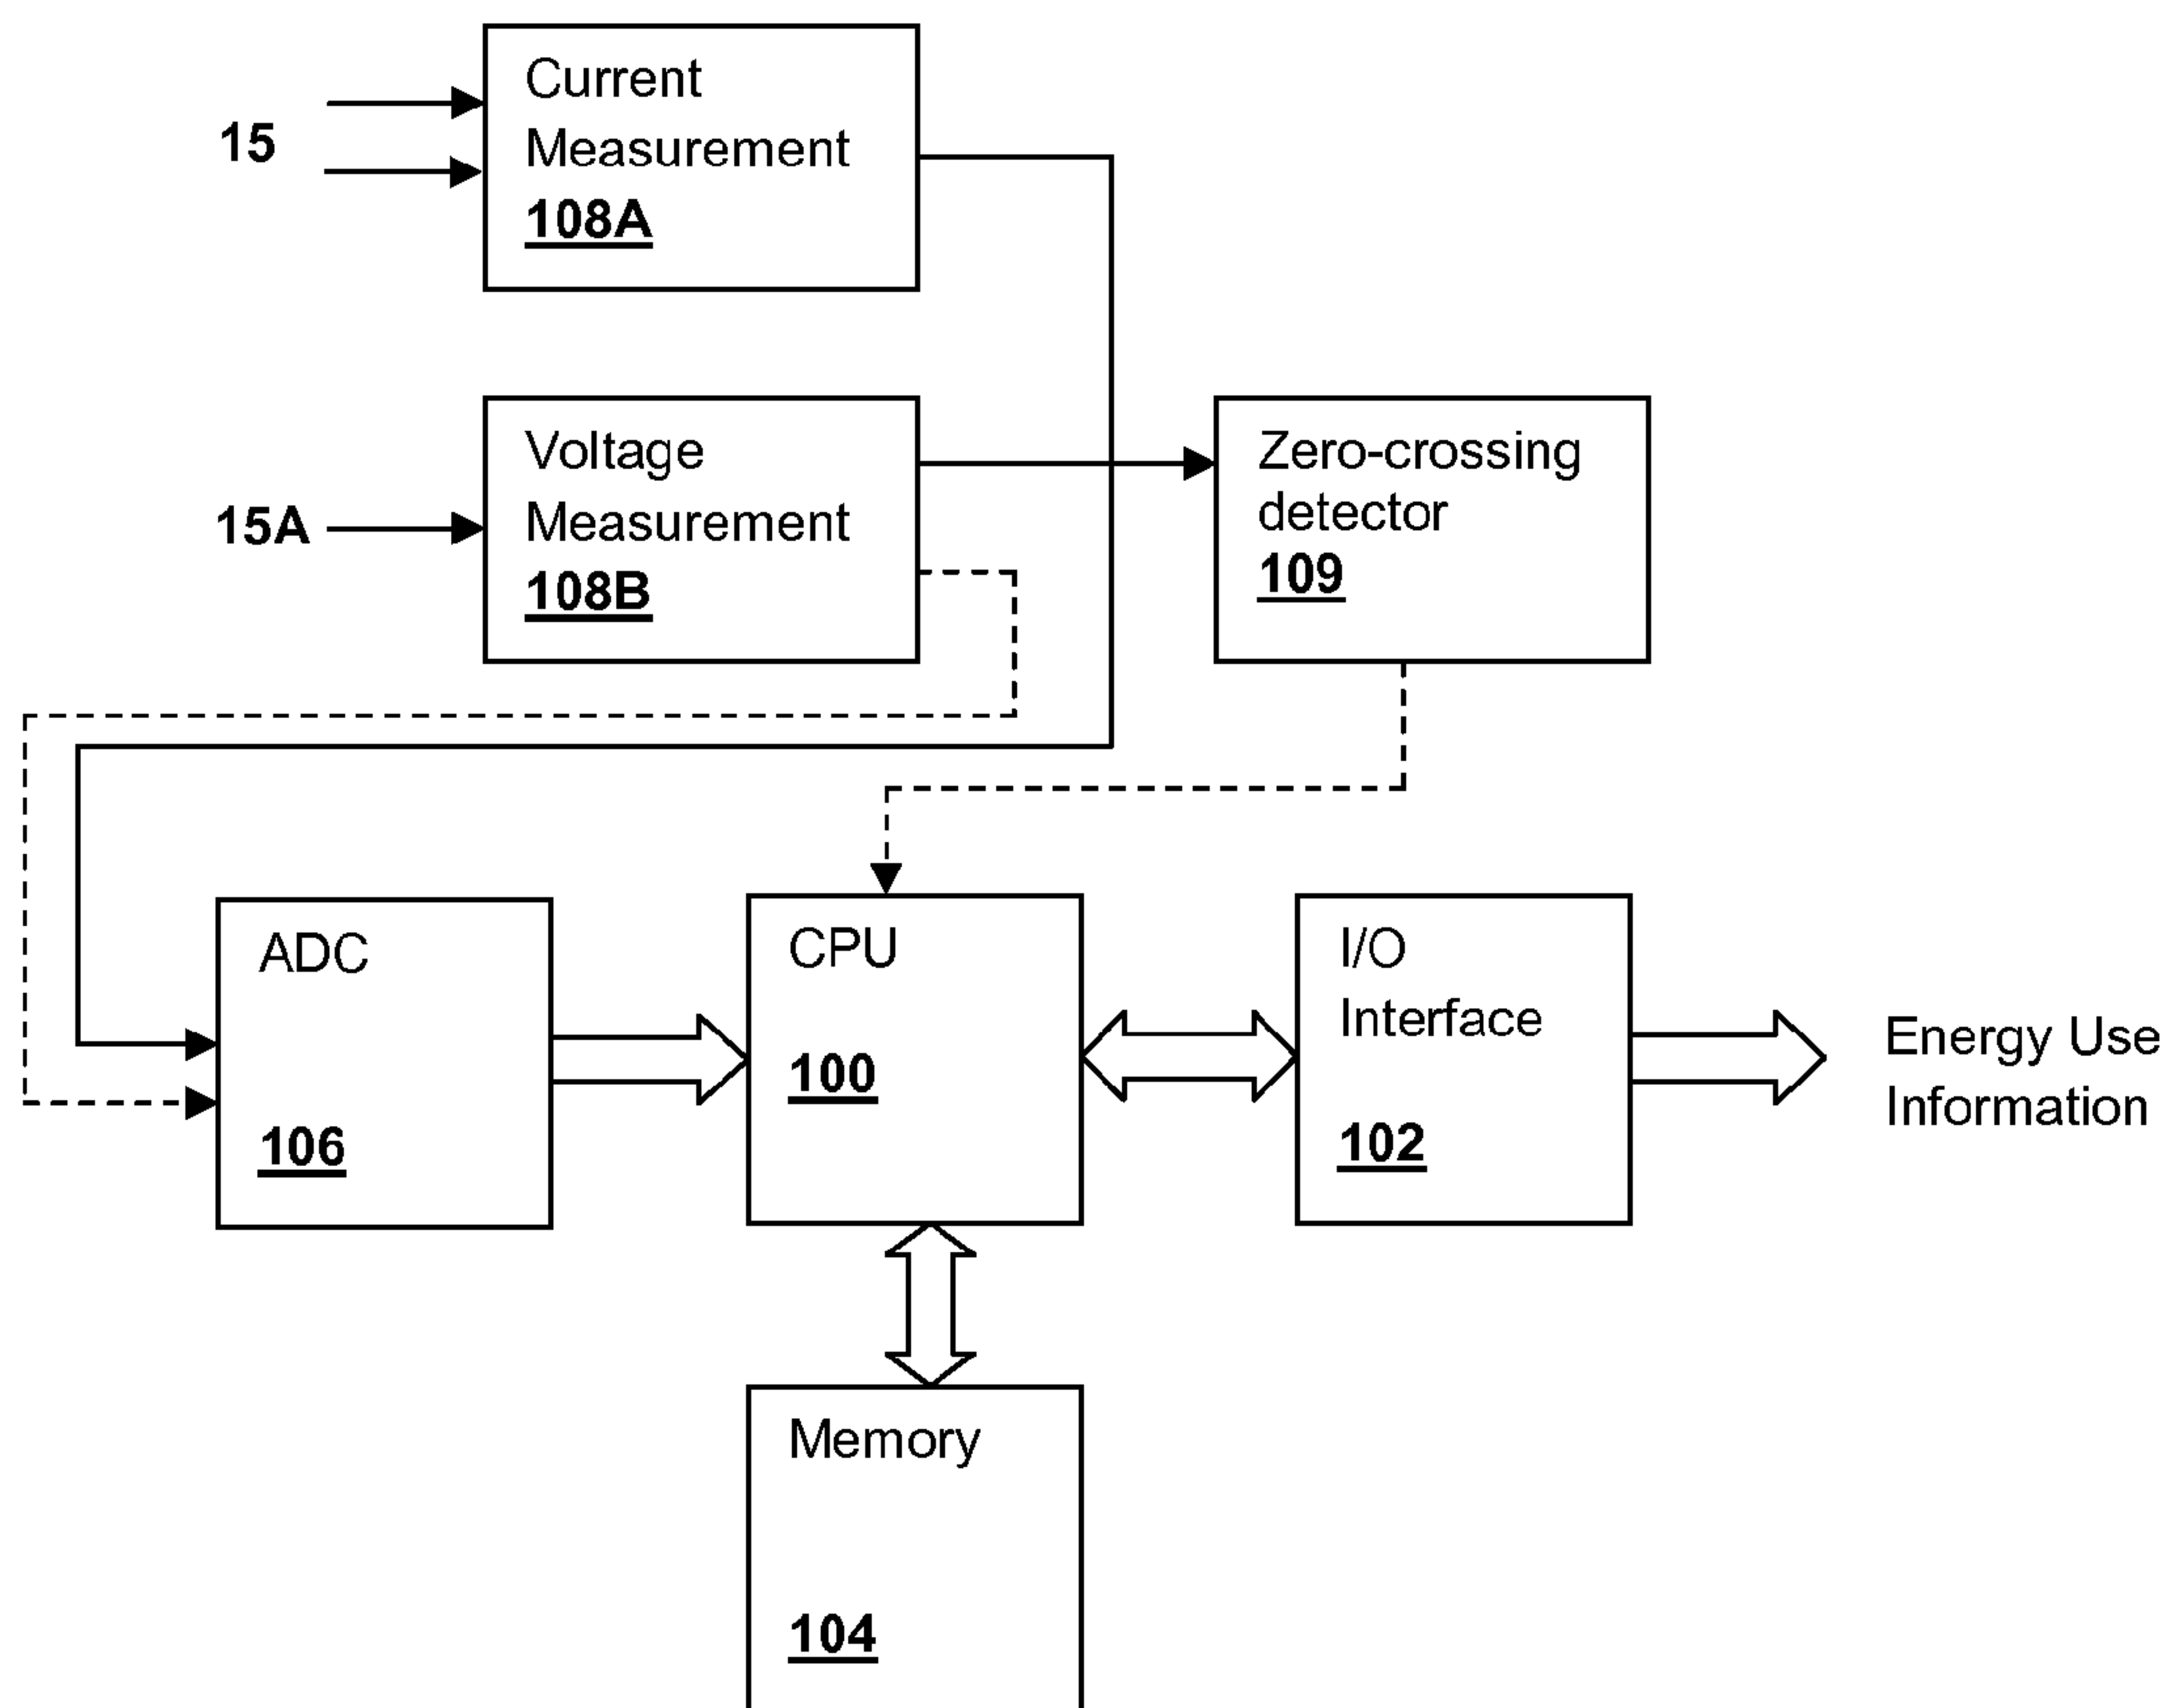 15
Current
Measurement
108A
15A
Voltage
Measurement
108B
Zero-crossing
detector
109
ADC
106
CPU
100
I/O
Interface
102
Energy Use
Information
Memory
104